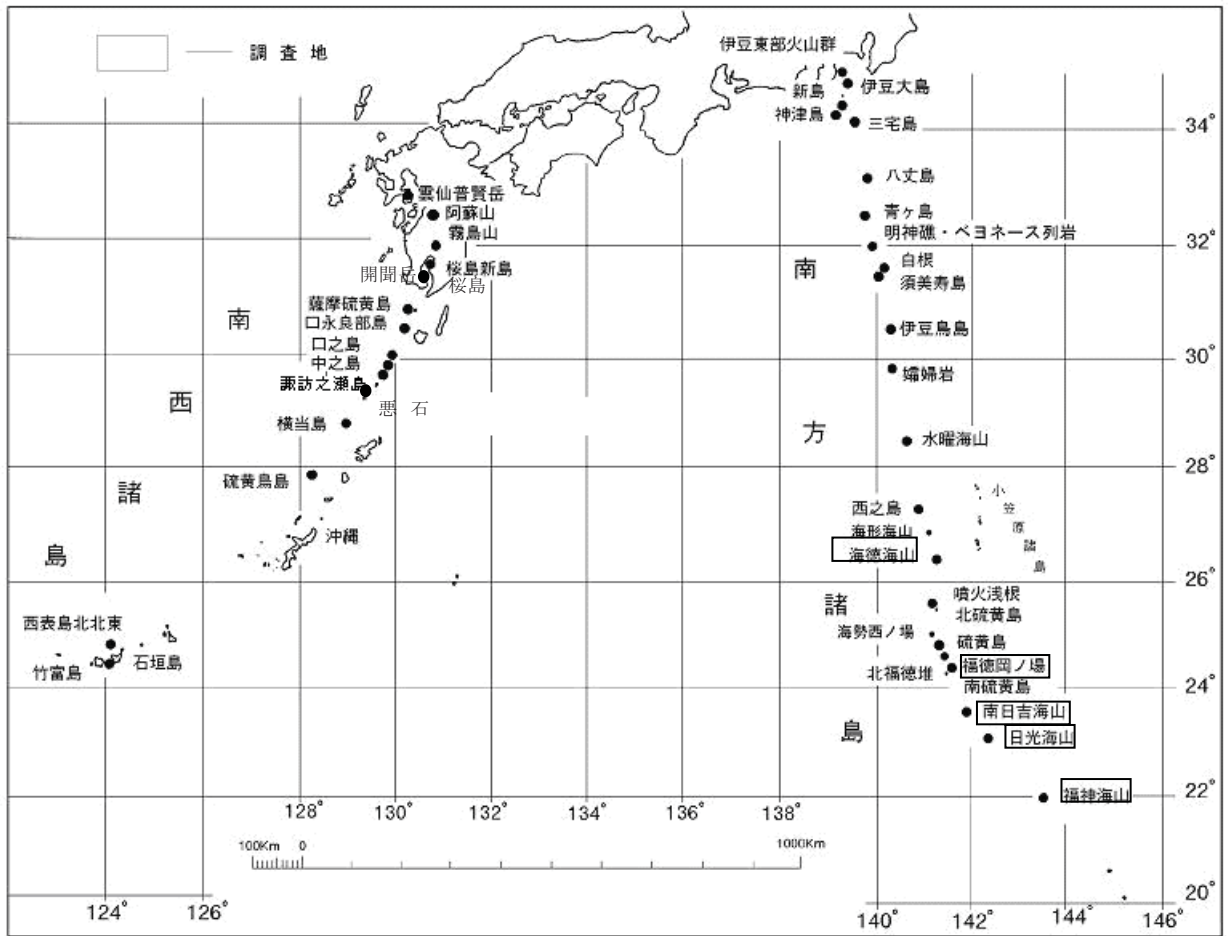 調査地
伊豆東部火山群
新島
伊豆大島
神津島
三宅島
34°
八丈島
雲仙普賢岳
阿蘇山
青ヶ島
霧島山
明神礁・ベヨネース列岩
32°
開聞岳
桜島新島
桜島
南
白根
須美寿島
薩摩硫黄島
南
口永良部島
伊豆鳥島
口之島
30°
中之島
孀婦岩
諏訪之瀬島
西
悪 石
横当島
方
水曜海山
28°
硫黄鳥島
諸
西之島
小笠原諸島
沖縄
海形海山
海徳海山
島
26°
噴火浅根
諸
北硫黄島
西表島北北東
海勢西ノ場
硫黄島
石垣島
竹富島
福徳岡ノ場
北福徳堆
南硫黄島
24°
南日吉海山
島
日光海山
福神海山
22°
128°
130°
132°
134°
136°
138°
100Km 0
1000Km
20°
124°
126°
140°
142°
144°
146°